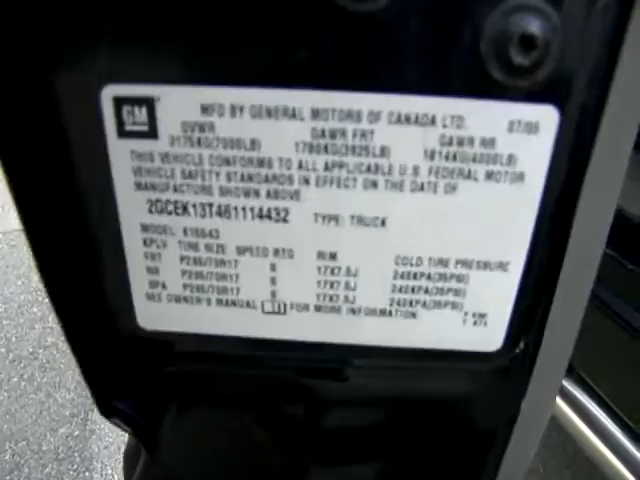 GM
MFD BY GENERAL MOTORS OF CANADA LTD. 07/05
GVWR GAWR FRT GAWR RR
3175KG(7000LB) 1780KG(3925LB) 1814KG(4000LB)
THIS VEHICLE CONFORMS TO ALL APPLICABLE U.S. FEDERAL MOTOR
VEHICLE SAFETY STANDARDS IN EFFECT ON THE DATE OF
MANUFACTURE SHOWN ABOVE.
2GCEK13T461114432 TYPE: TRUCK
MODEL:
TIRE SIZE SPEED RTG RIM COLD TIRE PRESSURE
FRT P265/70R17 17X7.5J 240KPA(35PSI)
RR P265/70R17 17X7.5J 240KPA(35PSI)
SPA P265/70R17 17X7.5J 240KPA(35PSI)
SEE OWNER'S MANUAL FOR MORE INFORMATION